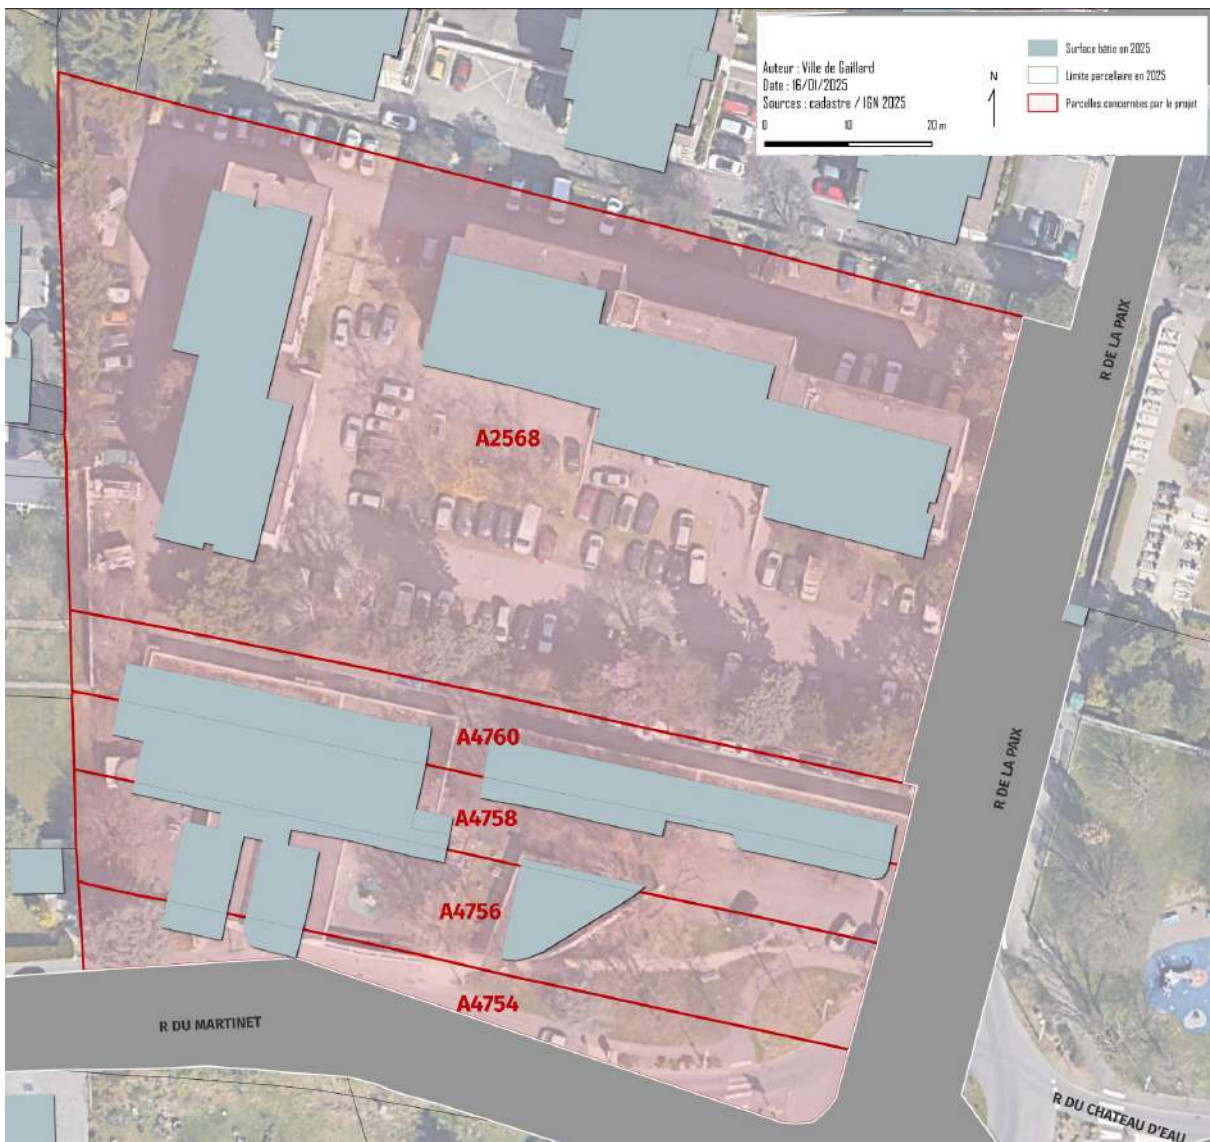 Auteur : Ville de Gaillard
Date : 16/01/2025
Sources : cadastre / IGN 2025
0 10 20 m
N
Surface bâtie en 2025
Limite parcellaire en 2025
Parcelles concernées par le projet
R DE LA PAIX
A2568
A4760
R DE LA PAIX
A4758
A4756
A4754
R DU MARTINET
R DU CHATEAU D'EAU